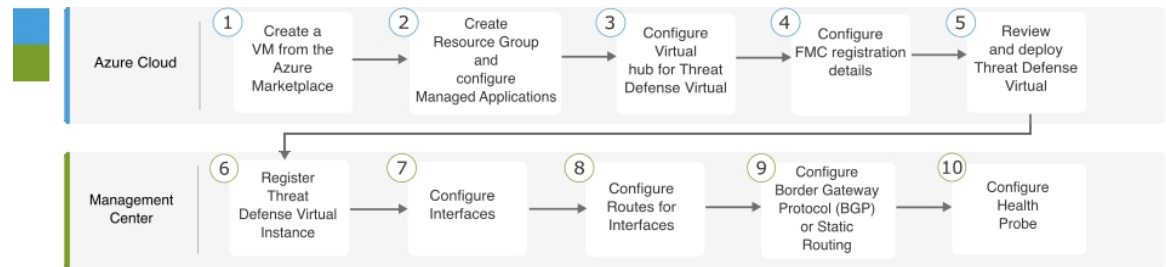 Azure Cloud
1
Create a
VM from the
Azure
Marketplace
2
Create
Resource Group
and
configure
Managed Applications
3
Configure
Virtual
hub for Threat
Defense Virtual
4
Configure
FMC registration
details
5
Review
and deploy
Threat Defense
Virtual
Management
Center
6
Register
Threat
Defense Virtual
Instance
7
Configure
Interfaces
8
Configure
Routes for
Interfaces
9
Configure
Border Gateway
Protocol (BGP)
or Static
Routing
10
Configure
Health
Probe